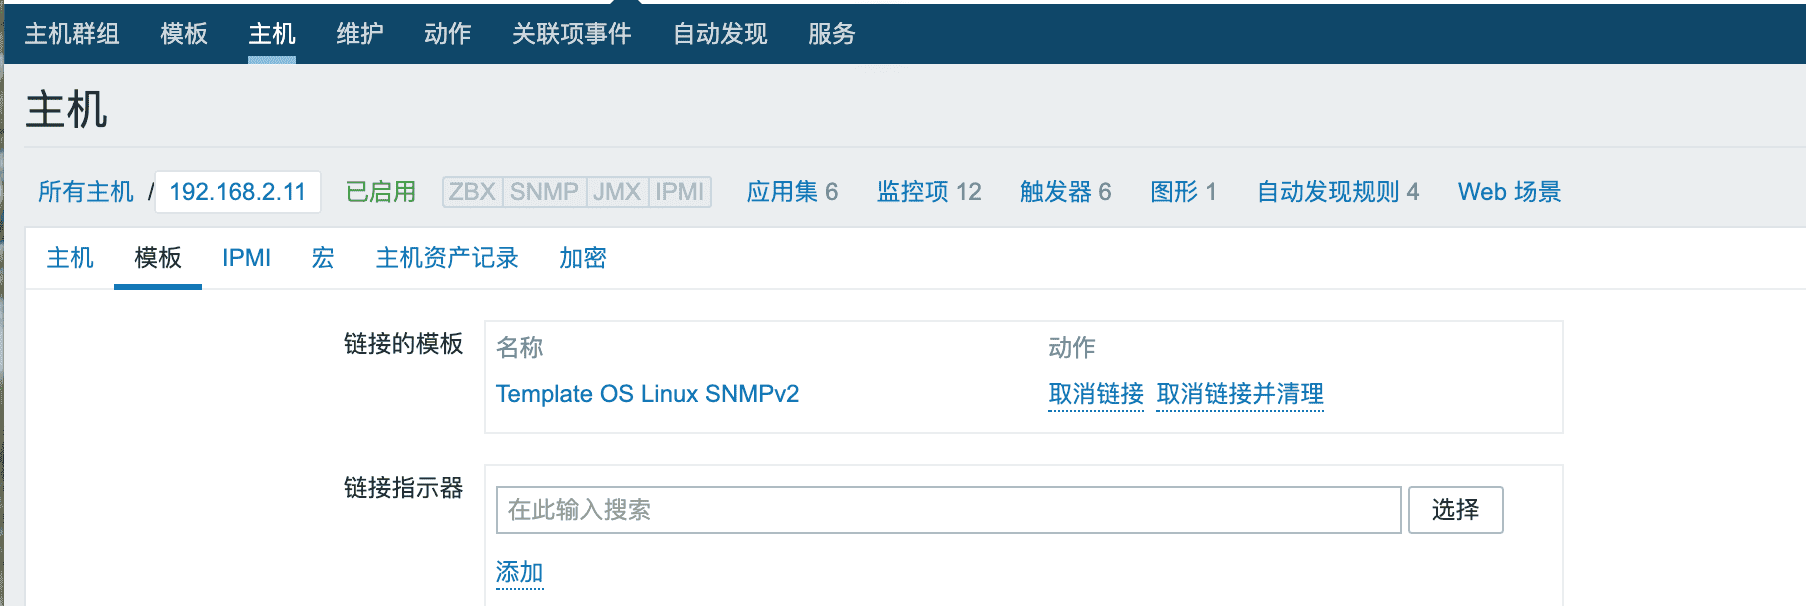 主机群组 模板 主机 维护 动作 关联项事件 自动发现 服务
主机
所有主机 / 192.168.2.11 已启用 ZBX SNMP JMX IPMI 应用集 6 监控项 12 触发器 6 图形 1 自动发现规则 4 Web 场景
主机 模板 IPMI 宏 主机资产记录 加密
链接的模板 名称 动作
Template OS Linux SNMPv2 取消链接 取消链接并清理
链接指示器
在此输入搜索 选择
添加